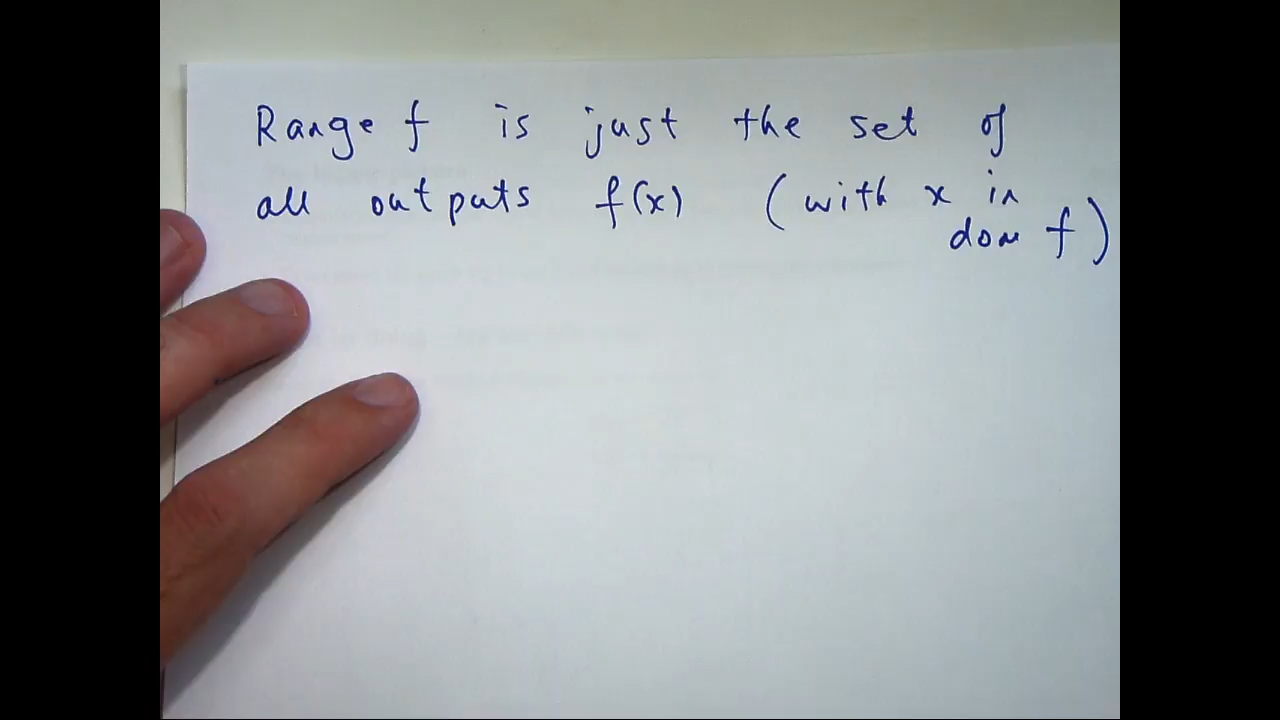 Range f is just the set of
all outputs f(x) (with x in
dom f)